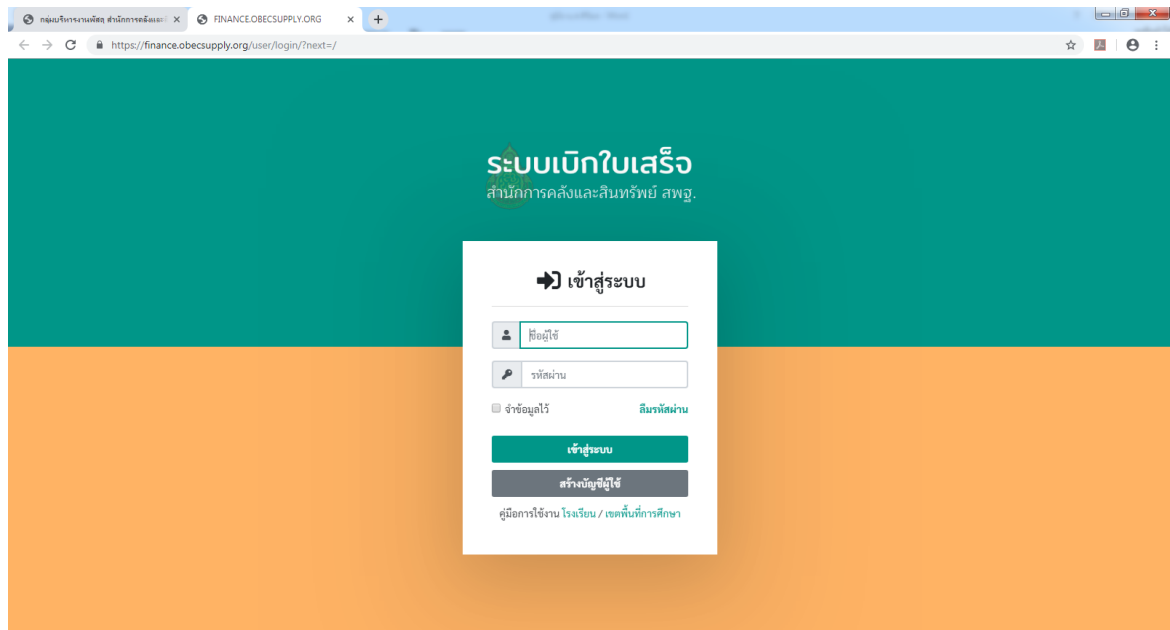 กลุ่มบริหารงานพัสดุ สำนักการคลังและ
FINANCE.OBECSUPPLY.ORG
https://finance.obecsupply.org/user/login/?next=/
ระบบเบิกใบเสร็จ
สำนักการคลังและสินทรัพย์ สพฐ.
เข้าสู่ระบบ
ชื่อผู้ใช้
รหัสผ่าน
จำข้อมูลไว้ ลืมรหัสผ่าน
เข้าสู่ระบบ
สร้างบัญชีผู้ใช้
คู่มือการใช้งาน โรงเรียน / เขตพื้นที่การศึกษา